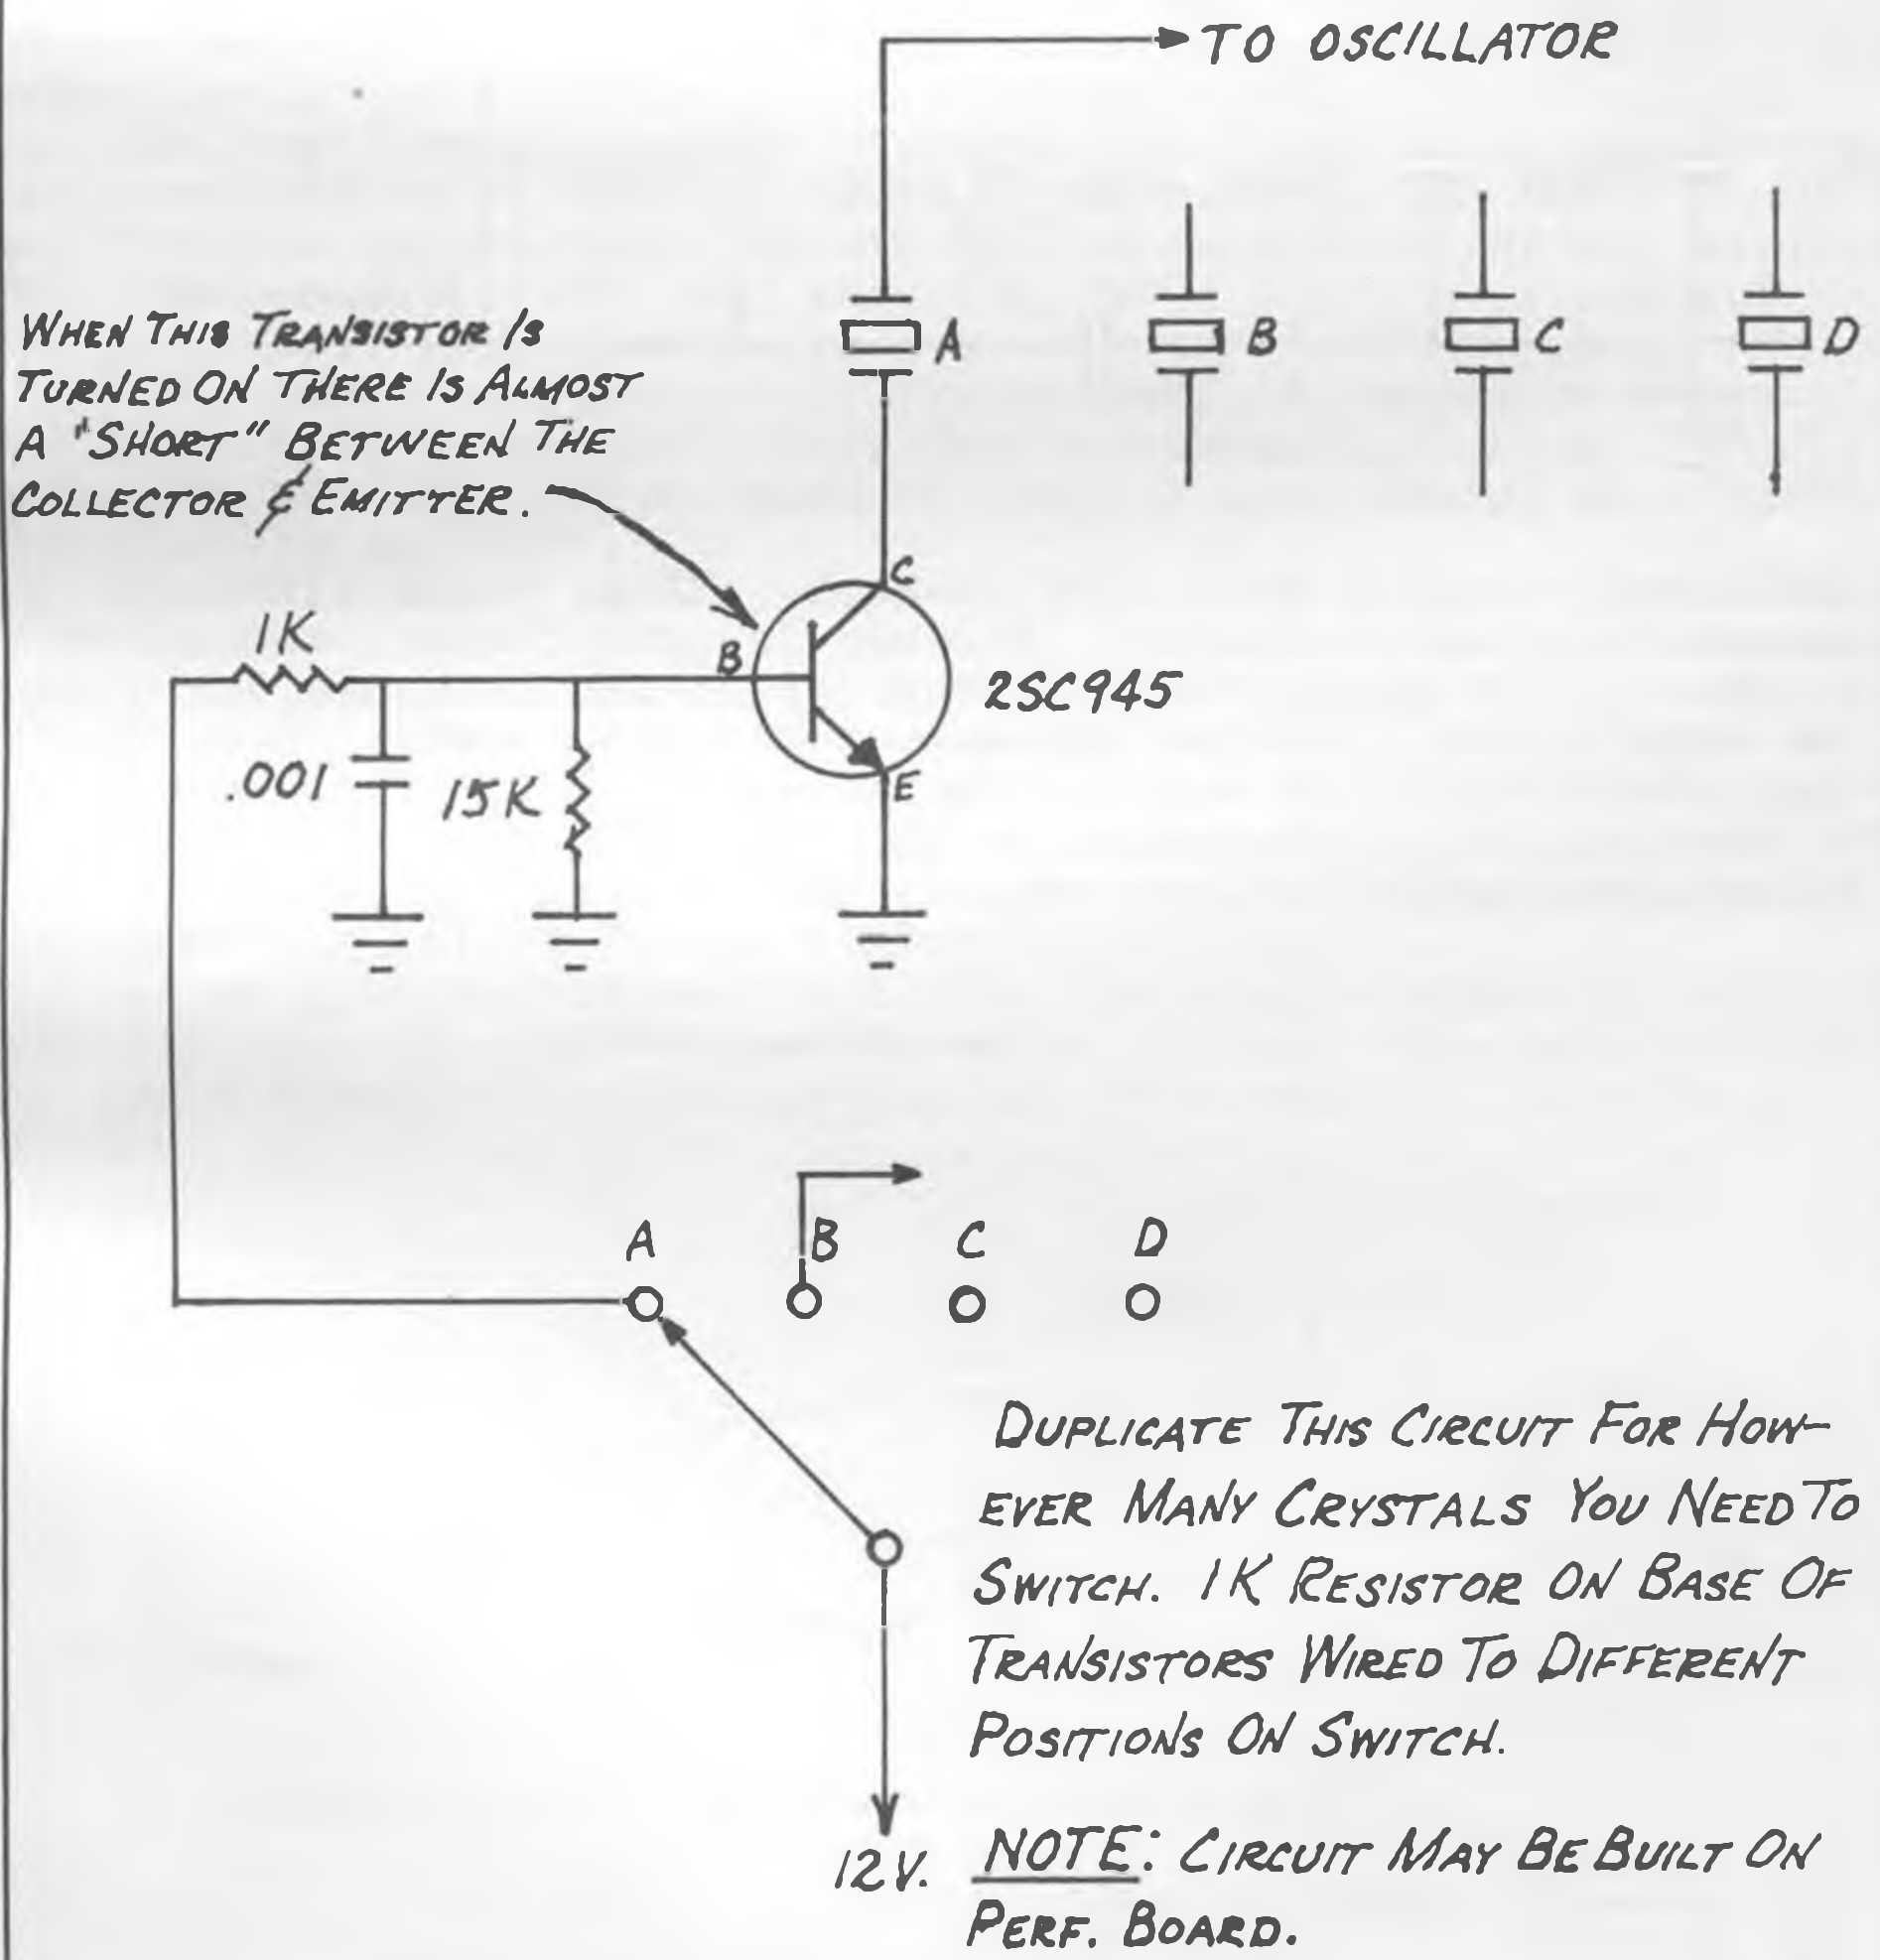 TO OSCILLATOR
A
B
C
D
WHEN THIS TRANSISTOR IS
TURNED ON THERE IS ALMOST
A "SHORT" BETWEEN THE
COLLECTOR & EMITTER.
C
1K
B
2SC945
.001
15K
E
A
B
C
D
DUPLICATE THIS CIRCUIT FOR HOW-
EVER MANY CRYSTALS YOU NEED TO
SWITCH. 1K RESISTOR ON BASE OF
TRANSISTORS WIRED TO DIFFERENT
POSITIONS ON SWITCH.
12V.
NOTE: CIRCUIT MAY BE BUILT ON
PERF. BOARD.